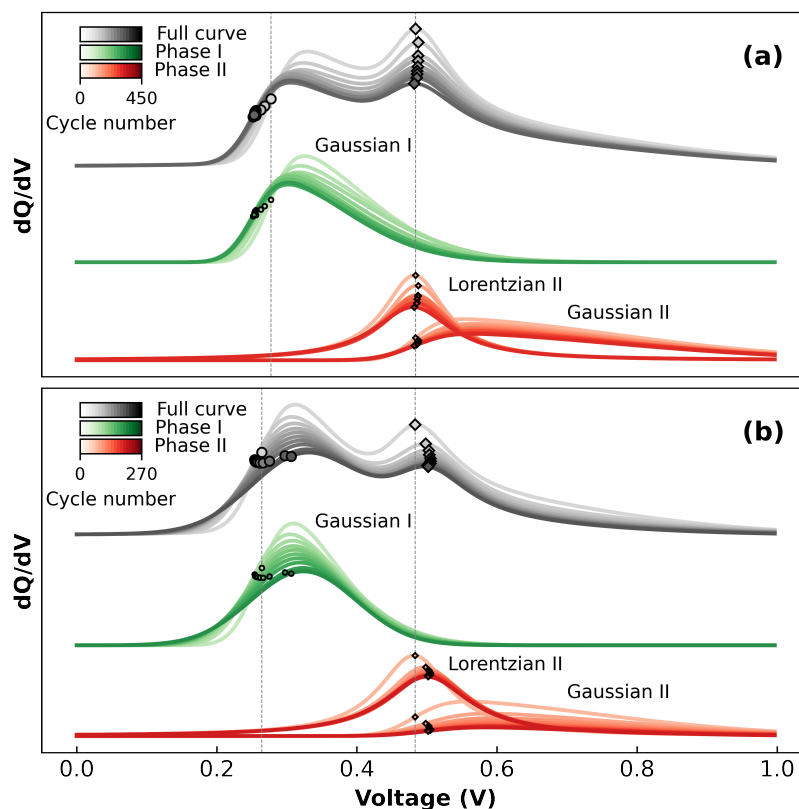 Full curve
Phase I
Phase II
0 450
Cycle number
(a)
Gaussian I
Lorentzian II
Gaussian II
dQ/dV
Full curve
Phase I
Phase II
0 270
Cycle number
(b)
Gaussian I
Lorentzian II
Gaussian II
dQ/dV
0.0 0.2 0.4 0.6 0.8 1.0
Voltage (V)